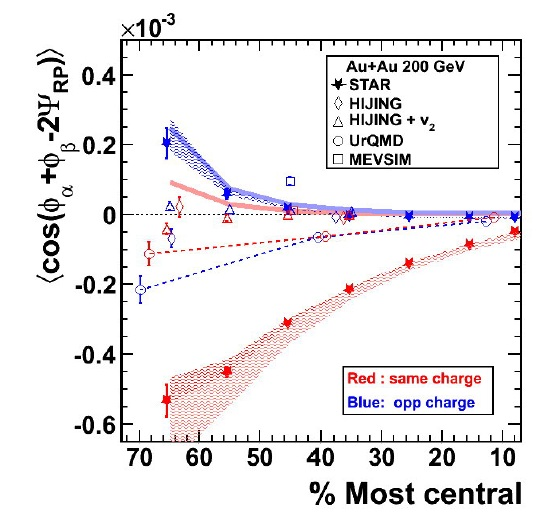 ×10⁻³
⟨cos(ϕα+ϕβ-2ΨRP)⟩
0.4
0.2
0
-0.2
-0.4
-0.6
Au+Au 200 GeV
STAR
HIJING
HIJING + v₂
UrQMD
MEVSIM
Red : same charge
Blue: opp charge
70 60 50 40 30 20 10
% Most central